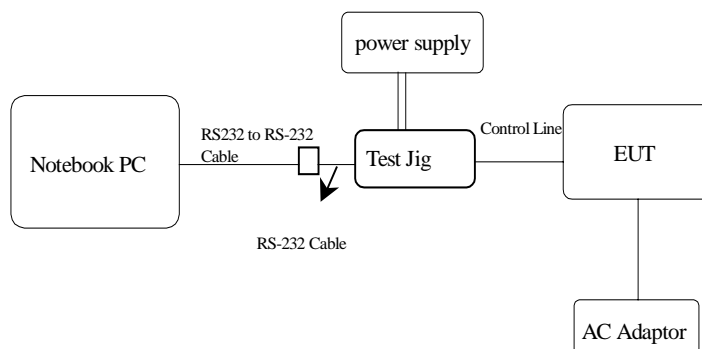 power supply
RS232 to RS-232
Cable
Control Line
Notebook PC
Test Jig
EUT
RS-232 Cable
AC Adaptor